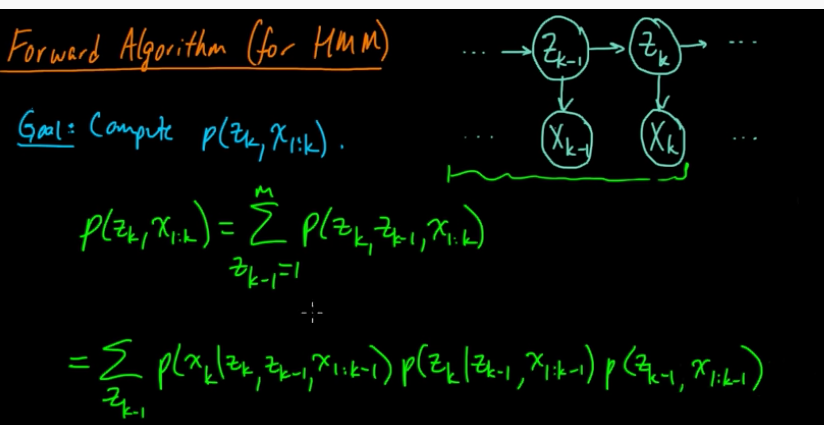 Forward Algorithm (for HMM)
... → Z_{k-1} → Z_k → ...
Goal: Compute p(z_k, x_{1:k}).
... X_{k-1} X_k ...
p(z_k, x_{1:k}) = ∑_{z_{k-1}=1}^{m} p(z_k, z_{k-1}, x_{1:k})
= ∑_{z_{k-1}} p(x_k|z_k, z_{k-1}, x_{1:k-1}) p(z_k|z_{k-1}, x_{1:k-1}) p(z_{k-1}, x_{1:k-1})